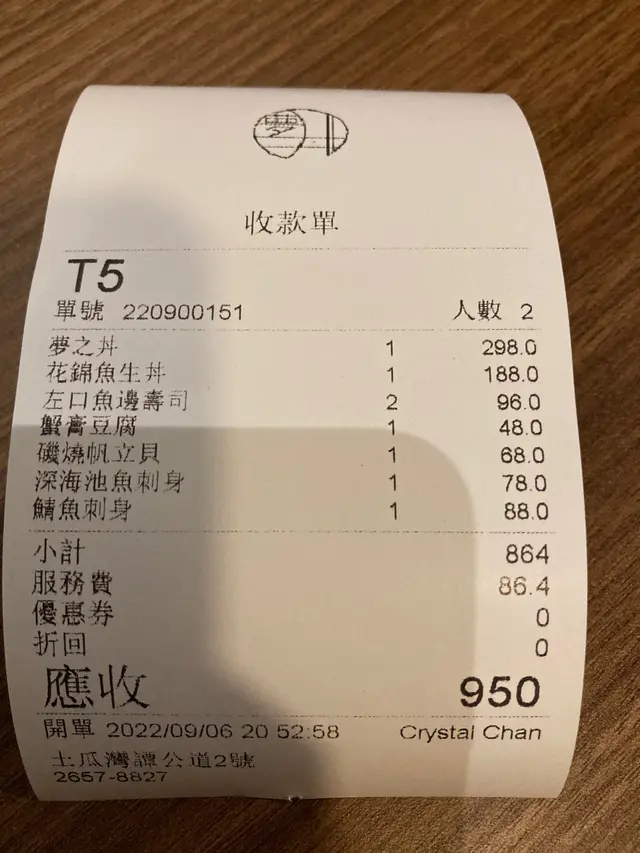 夢
收款單
T5
單號 220900151 人數 2
夢之丼 1 298.0
花錦魚生丼 1 188.0
左口魚邊壽司 2 96.0
蟹膏豆腐 1 48.0
磯燒帆立貝 1 68.0
深海池魚刺身 1 78.0
鯖魚刺身 1 88.0
小計 864
服務費 86.4
優惠券 0
折回 0
應收 950
開單 2022/09/06 20 52:58 Crystal Chan
土瓜灣譚公道2號
2657-8827